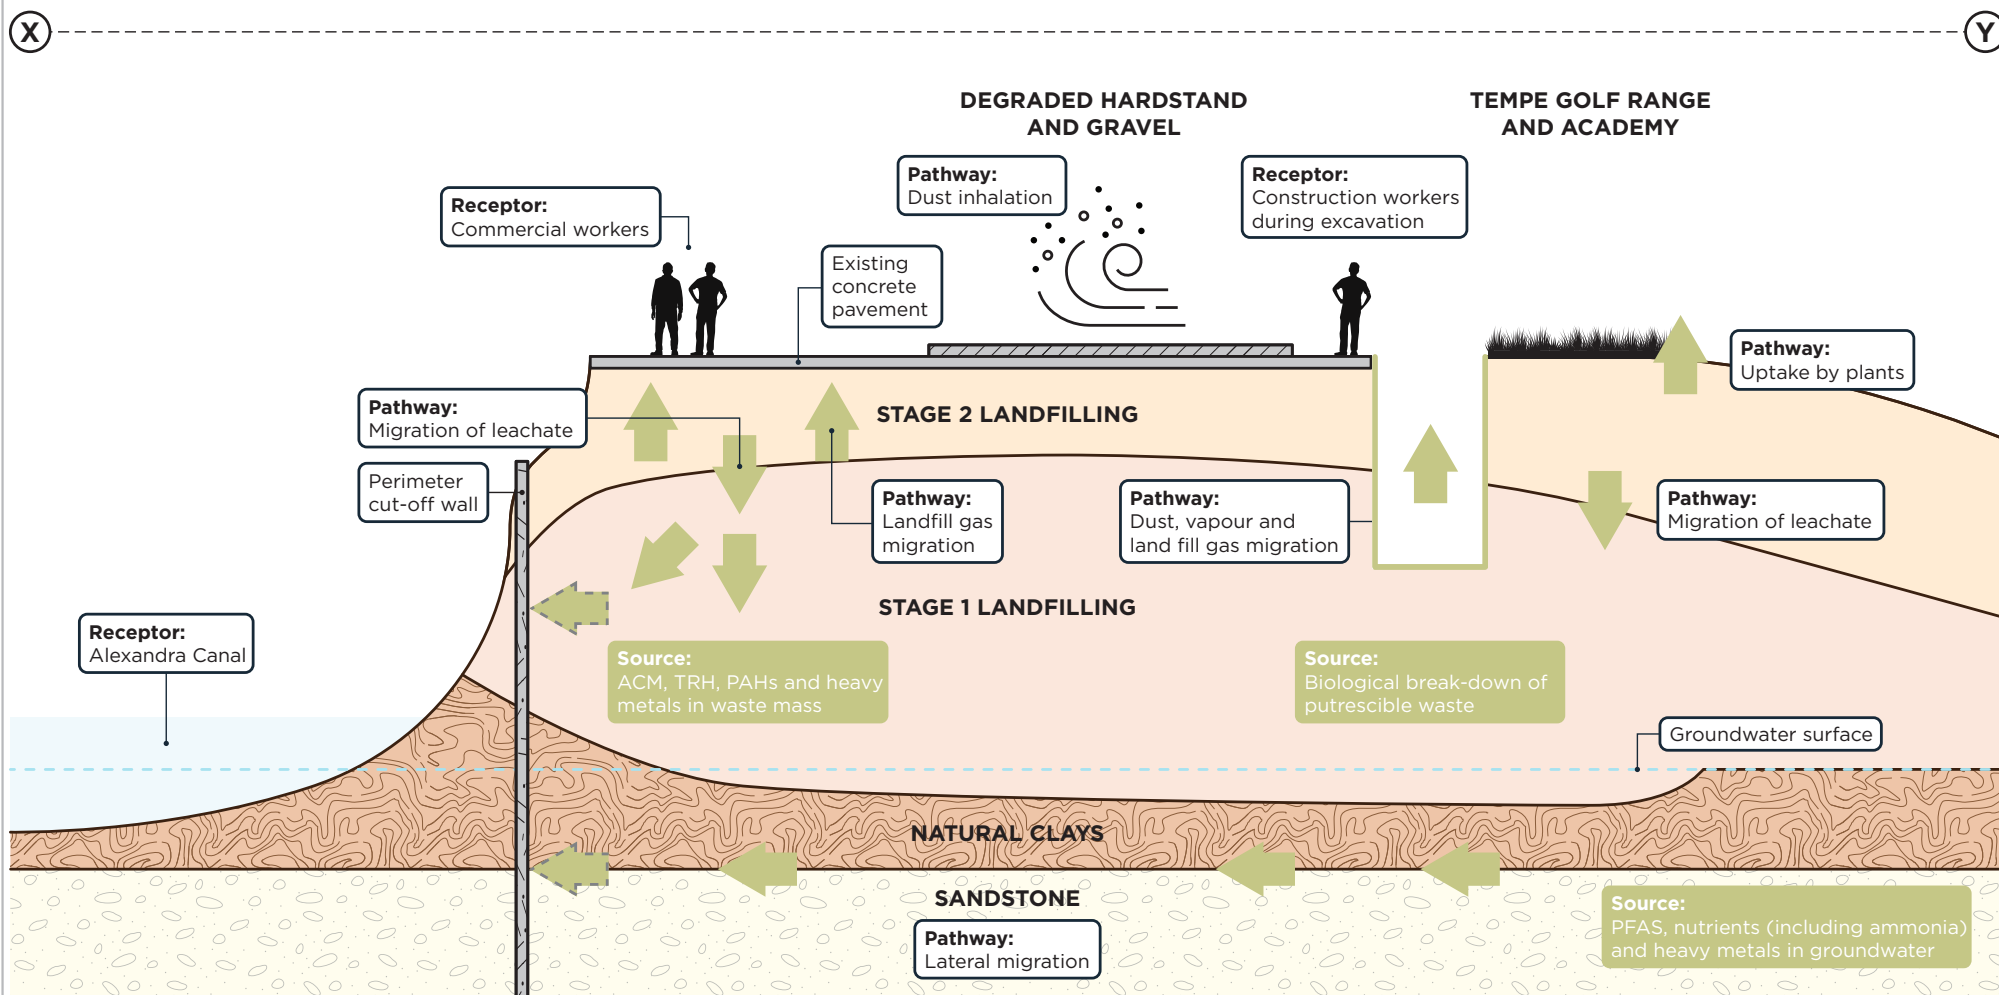 X
Y
DEGRADED HARDSTAND
AND GRAVEL
TEMPE GOLF RANGE
AND ACADEMY
Pathway:
Dust inhalation
Receptor:
Construction workers
during excavation
Receptor:
Commercial workers
Existing
concrete
pavement
Pathway:
Uptake by plants
Pathway:
Migration of leachate
STAGE 2 LANDFILLING
Perimeter
cut-off wall
Pathway:
Landfill gas
migration
Pathway:
Dust, vapour and
land fill gas migration
Pathway:
Migration of leachate
STAGE 1 LANDFILLING
Receptor:
Alexandra Canal
Source:
ACM, TRH, PAHs and heavy
metals in waste mass
Source:
Biological break-down of
putrescible waste
Groundwater surface
NATURAL CLAYS
SANDSTONE
Pathway:
Lateral migration
Source:
PFAS, nutrients (including ammonia)
and heavy metals in groundwater